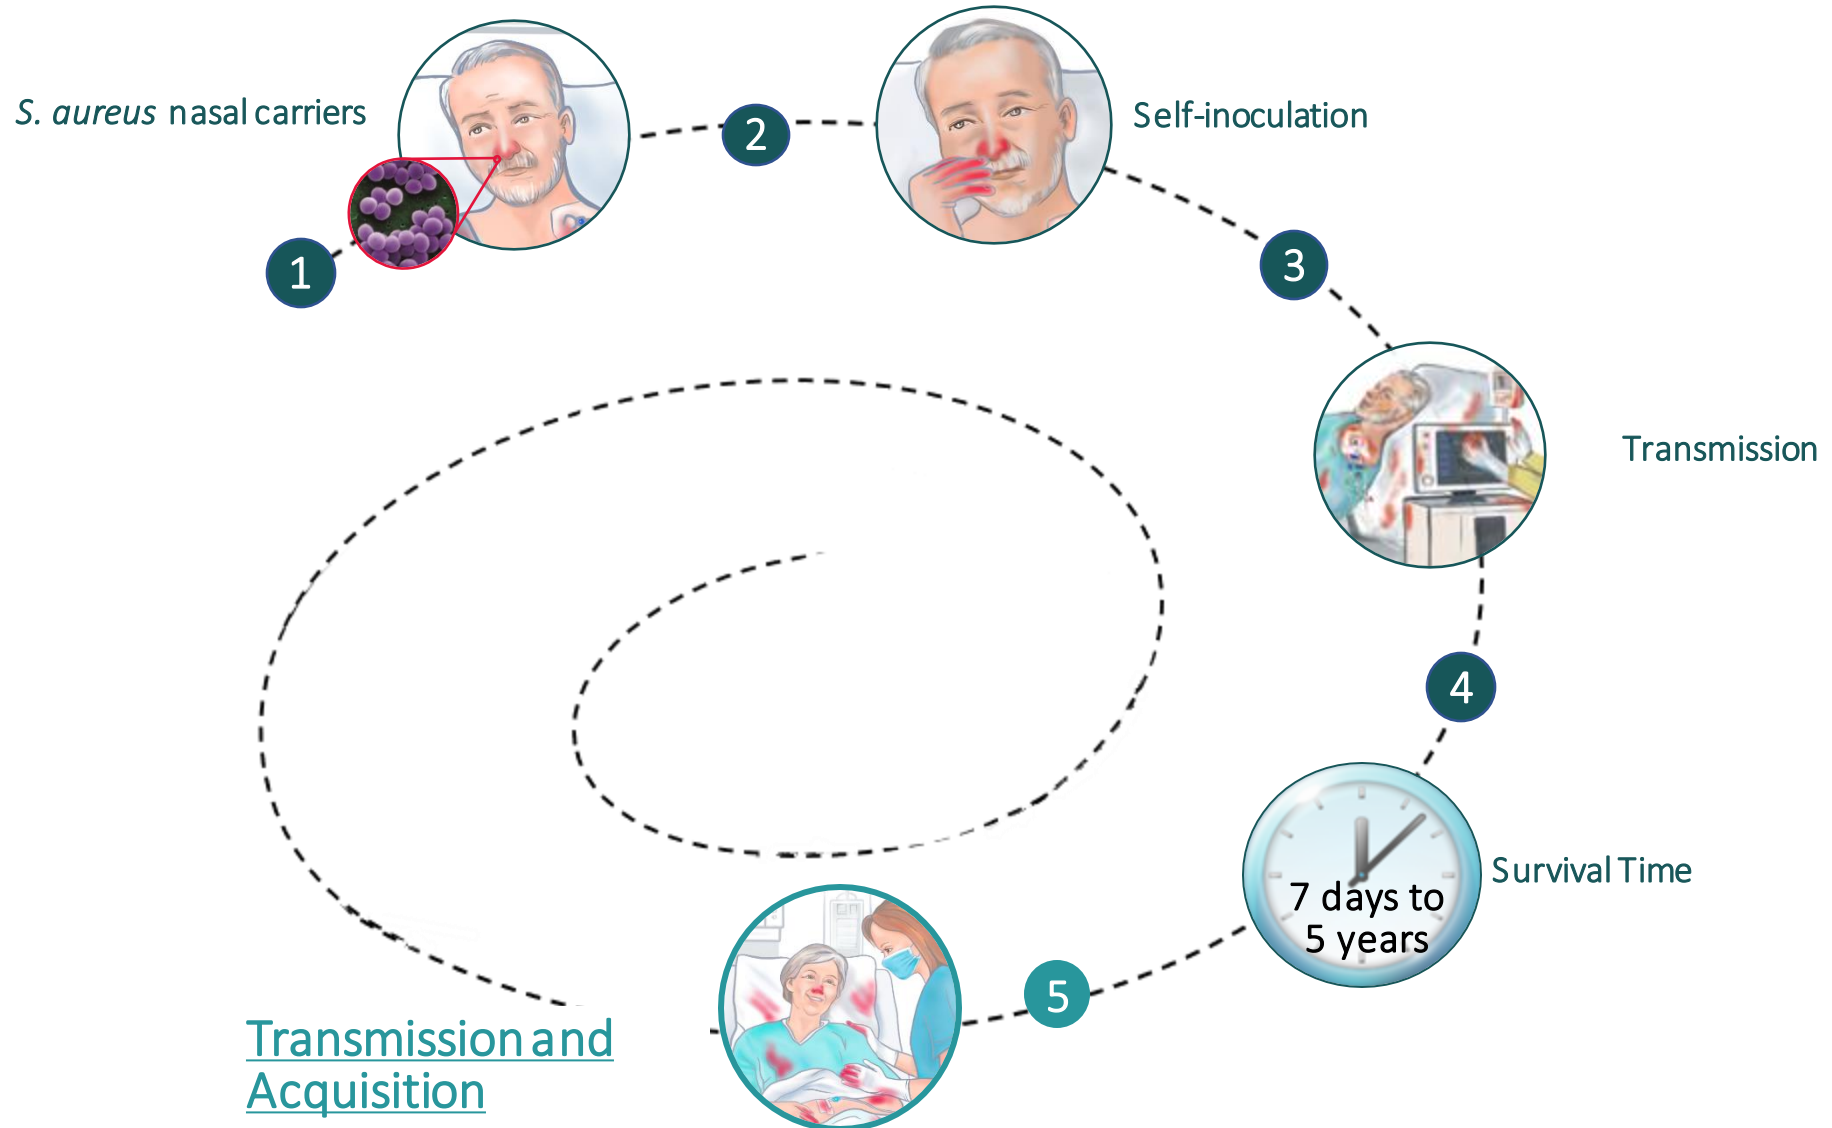 1
S. aureus nasal carriers
2
Self-inoculation
3
Transmission
4
Survival Time
7 days to
5 years
5
Transmission and
Acquisition